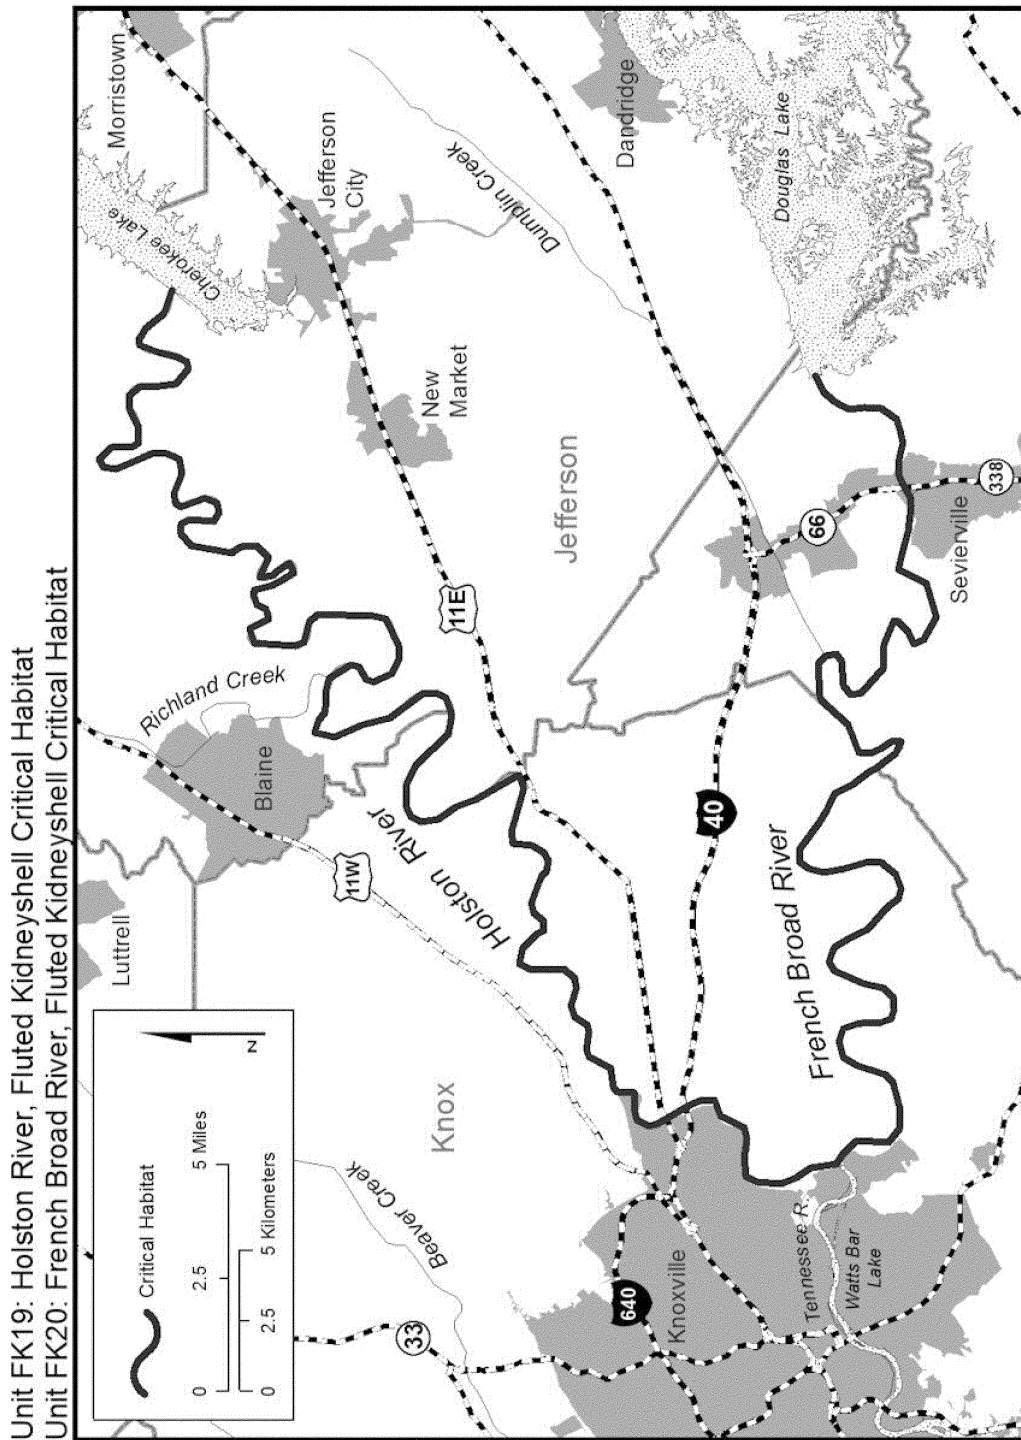 Unit FK19: Holston River, Fluted Kidneyshell Critical Habitat
Unit FK20: French Broad River, Fluted Kidneyshell Critical Habitat
Critical Habitat
0 2.5 5 Miles
0 2.5 5 Kilometers
N
Luttrell
Blaine
Richland Creek
11W
Morristown
Cherokee Lake
Jefferson
City
New
Market
11E
Holston River
Knox
Beaver Creek
33
Jefferson
Dumplin Creek
Dandridge
Douglas Lake
640
Knoxville
40
66
338
Sevierville
French Broad River
Tennessee R.
Watts Bar
Lake